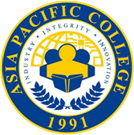 ASIA PACIFIC COLLEGE
INDUSTRY • INTEGRITY • INNOVATION
1991